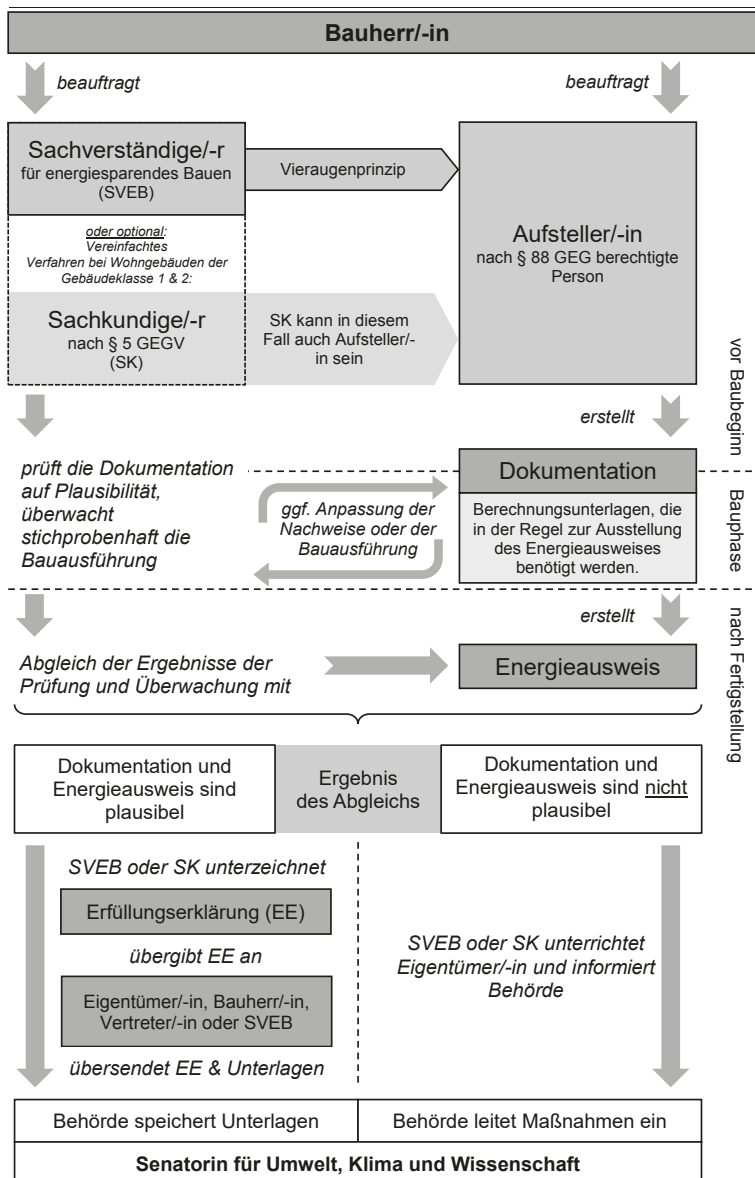 Bauherr/-in
beauftragt
beauftragt
Sachverständige/-r
für energiesparendes Bauen
(SVEB)
Vieraugenprinzip
Aufsteller/-in
nach § 88 GEG berechtigte
Person
oder optional:
Vereinfachtes
Verfahren bei Wohngebäuden der
Gebäudeklasse 1 & 2:
Sachkundige/-r
nach § 5 GEGV
(SK)
SK kann in diesem
Fall auch Aufsteller/-
in sein
vor Baubeginn
erstellt
prüft die Dokumentation
auf Plausibilität,
überwacht
stichprobenhaft die
Bauausführung
ggf. Anpassung der
Nachweise oder der
Bauausführung
Dokumentation
Berechnungsunterlagen, die
in der Regel zur Ausstellung
des Energieausweises
benötigt werden.
Bauphase
erstellt
Abgleich der Ergebnisse der
Prüfung und Überwachung mit
Energieausweis
nach Fertigstellung
Dokumentation und
Energieausweis sind
plausibel
Ergebnis
des Abgleichs
Dokumentation und
Energieausweis sind nicht
plausibel
SVEB oder SK unterzeichnet
Erfüllungserklärung (EE)
übergibt EE an
Eigentümer/-in, Bauherr/-in,
Vertreter/-in oder SVEB
übersendet EE & Unterlagen
SVEB oder SK unterrichtet
Eigentümer/-in und informiert
Behörde
Behörde speichert Unterlagen
Behörde leitet Maßnahmen ein
Senatorin für Umwelt, Klima und Wissenschaft